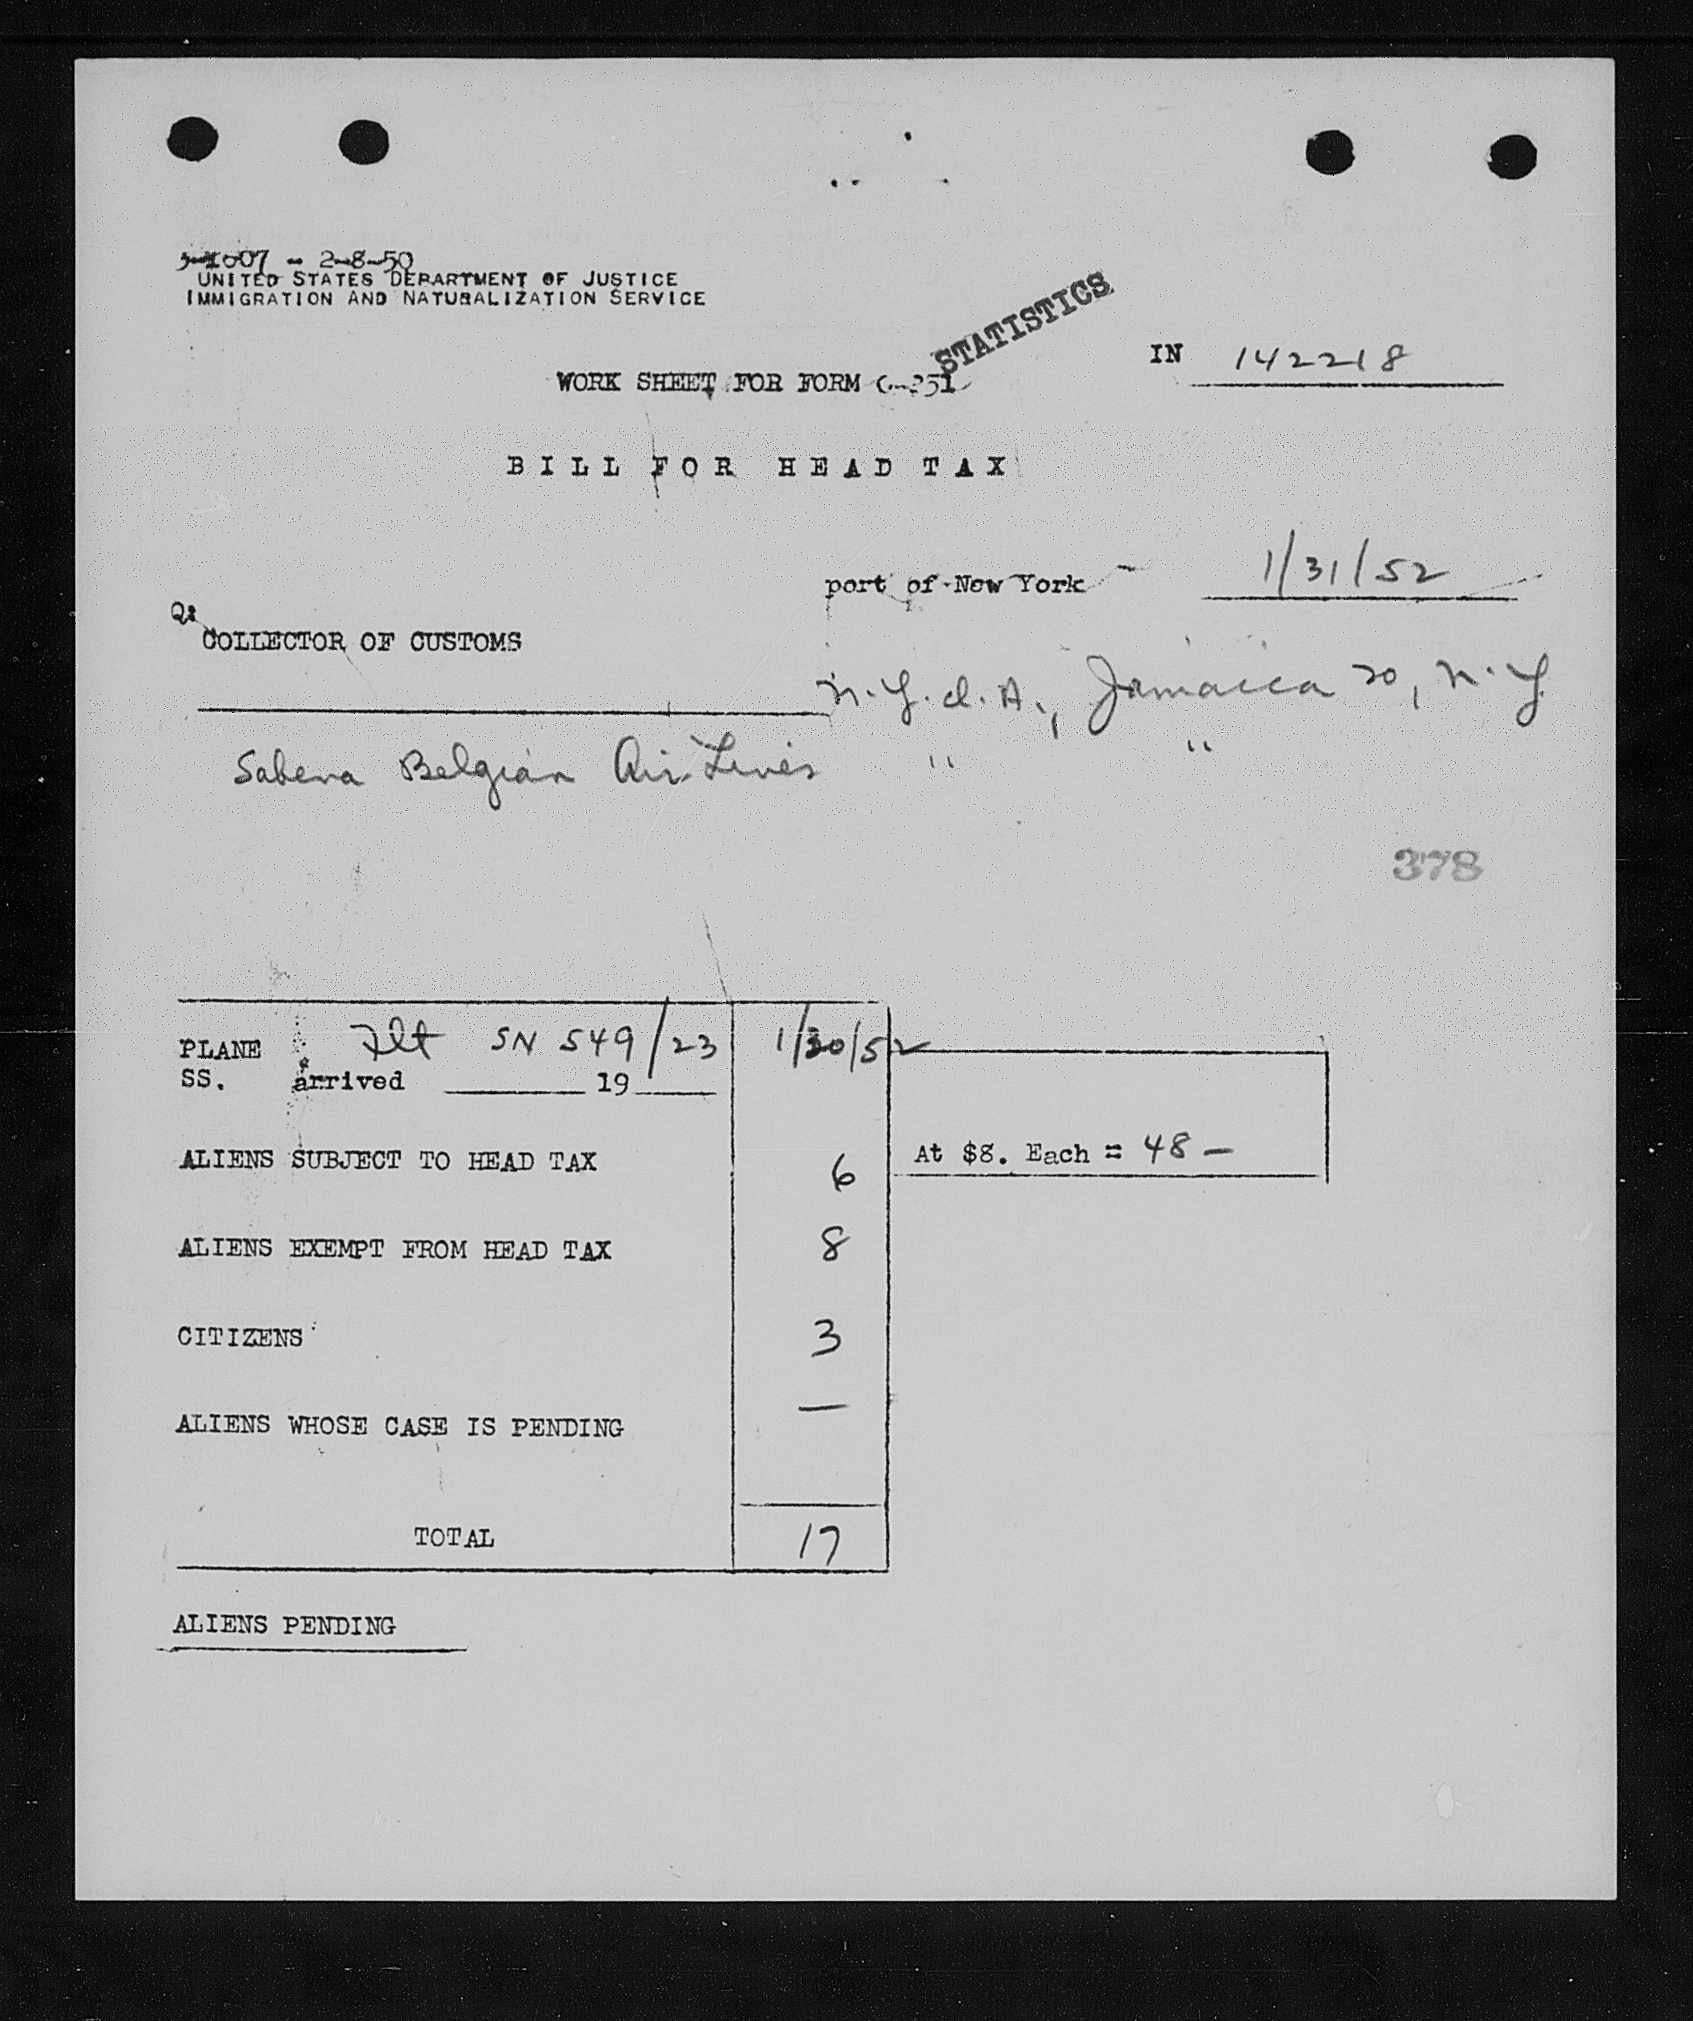 3-1007 - 2-8-50
UNITED STATES DEPARTMENT OF JUSTICE
IMMIGRATION AND NATURALIZATION SERVICE
STATISTICS
IN 142218
WORK SHEET FOR FORM G-251
BILL FOR HEAD TAX
port of New York 1/31/52
COLLECTOR OF CUSTOMS
N.Y.I.A., Jamaica 20, N.Y.
Sabena Belgian Air Lines " "
378
PLANE Flt SN 549/23 1/30/52
SS. arrived 19
ALIENS SUBJECT TO HEAD TAX 6 At $8. Each = 48 —
ALIENS EXEMPT FROM HEAD TAX 8
CITIZENS 3
ALIENS WHOSE CASE IS PENDING —
TOTAL 17
ALIENS PENDING